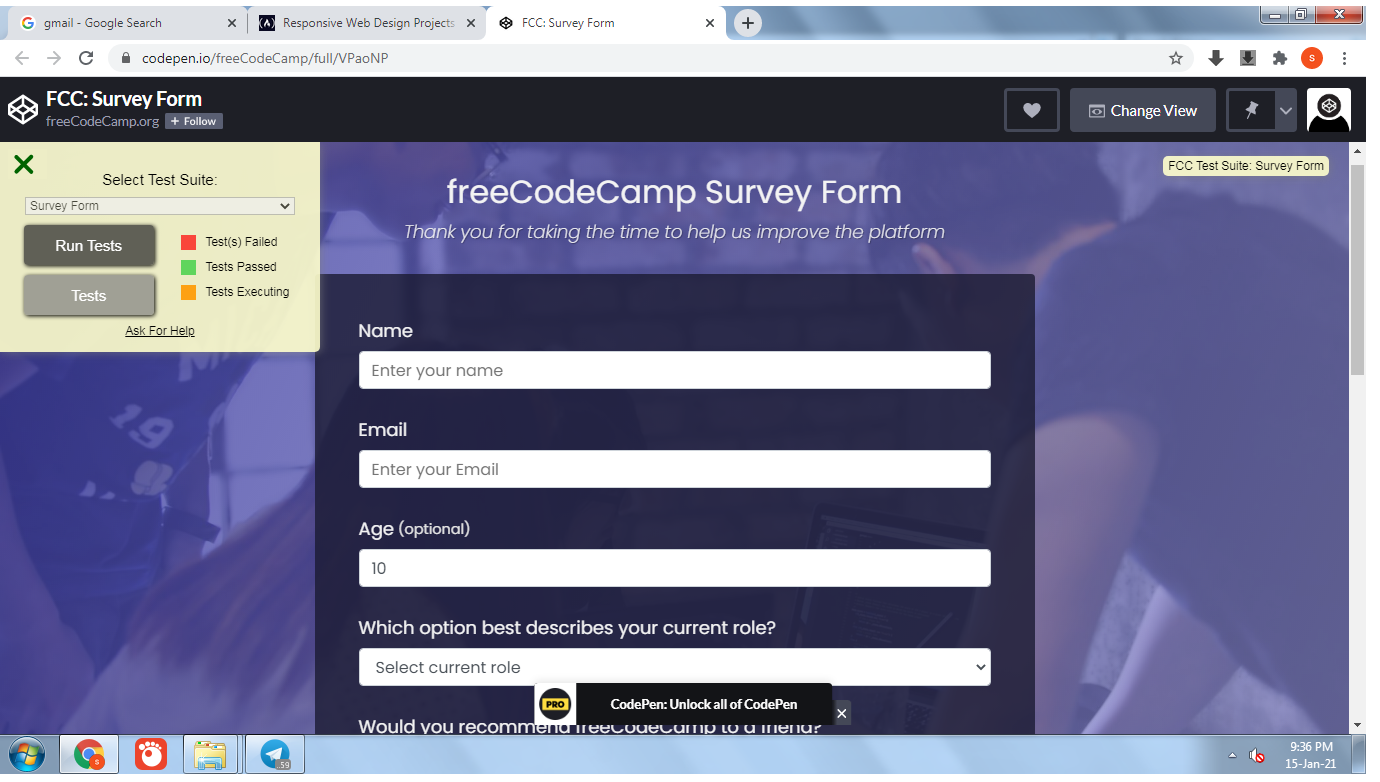 gmail - Google Search
Responsive Web Design Projects
FCC: Survey Form
codepen.io/freeCodeCamp/full/VPaoNP
S
FCC: Survey Form
freeCodeCamp.org + Follow
Change View
Select Test Suite:
Survey Form
Run Tests
Tests
Test(s) Failed
Tests Passed
Tests Executing
Ask For Help
FCC Test Suite: Survey Form
freeCodeCamp Survey Form
Thank you for taking the time to help us improve the platform
19
Name
Enter your name
Email
Enter your Email
Age (optional)
10
Which option best describes your current role?
Select current role
PRO
CodePen: Unlock all of CodePen
Would you recommend freeCodeCamp to a friend?
S
59
9:36 PM
15-Jan-21